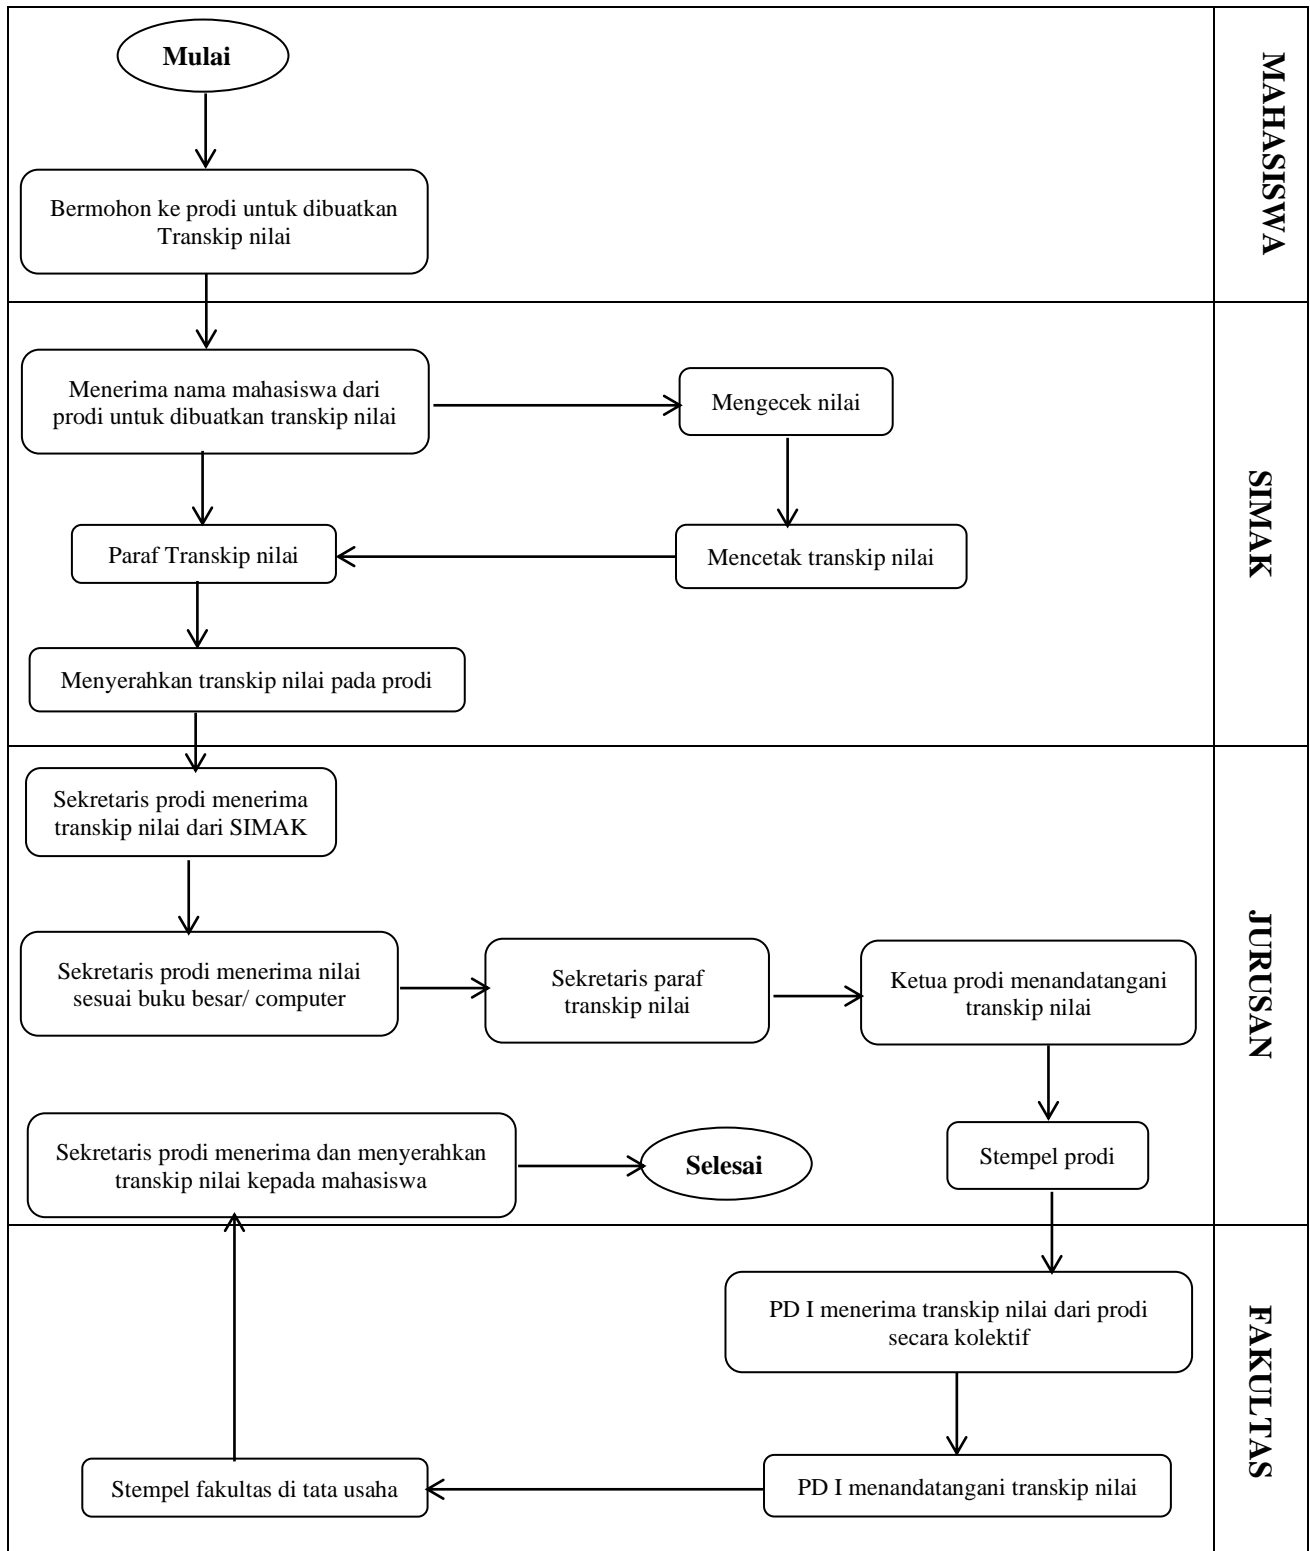 Mulai
MAHASISWA
Bermohon ke prodi untuk dibuatkan
Transkip nilai
Menerima nama mahasiswa dari
prodi untuk dibuatkan transkip nilai
Mengecek nilai
SIMAK
Paraf Transkip nilai
Mencetak transkip nilai
Menyerahkan transkip nilai pada prodi
Sekretaris prodi menerima
transkip nilai dari SIMAK
JURUSAN
Sekretaris prodi menerima nilai
sesuai buku besar/ computer
Sekretaris paraf
transkip nilai
Ketua prodi menandatangani
transkip nilai
Sekretaris prodi menerima dan menyerahkan
transkip nilai kepada mahasiswa
Selesai
Stempel prodi
PD I menerima transkip nilai dari prodi
secara kolektif
FAKULTAS
Stempel fakultas di tata usaha
PD I menandatangani transkip nilai